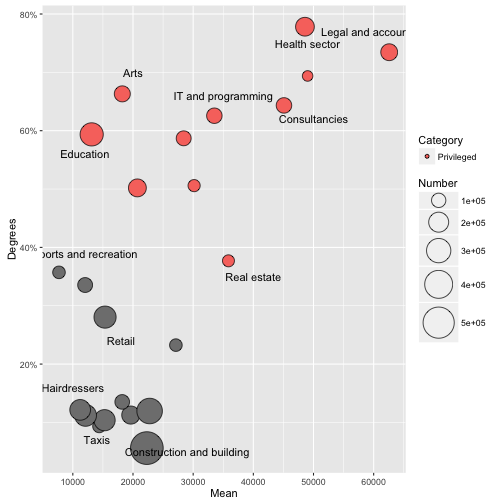 80%
60%
40%
20%
Degrees
Legal and accour
Health sector
Arts
IT and programming
Consultancies
Education
ports and recreation
Real estate
Retail
Hairdressers
Taxis
Construction and building
10000 20000 30000 40000 50000 60000
Mean
Category
Privileged
Number
1e+05
2e+05
3e+05
4e+05
5e+05